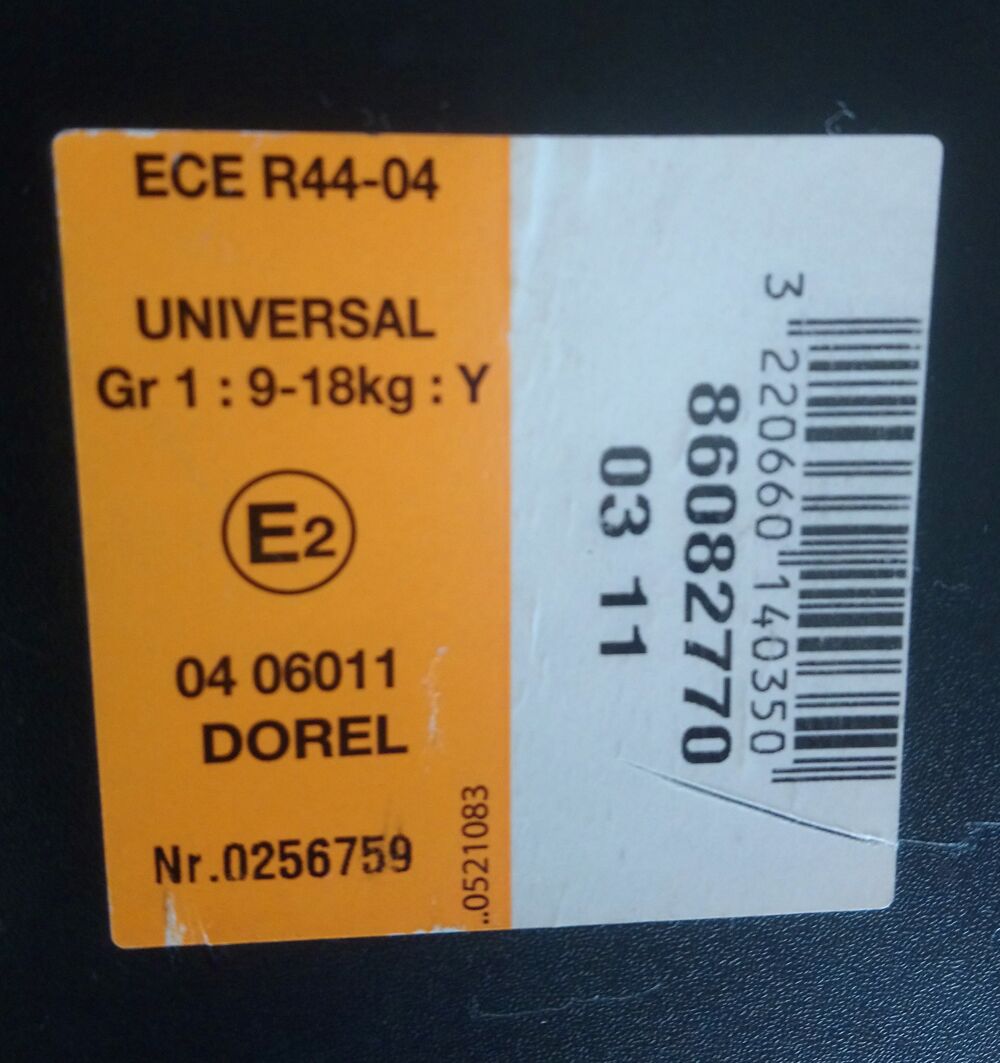 ECE R44-04
UNIVERSAL
Gr 1 : 9-18kg : Y
E2
04 06011
DOREL
Nr.0256759
..0521083
3 220660 140350
86082770
03 11